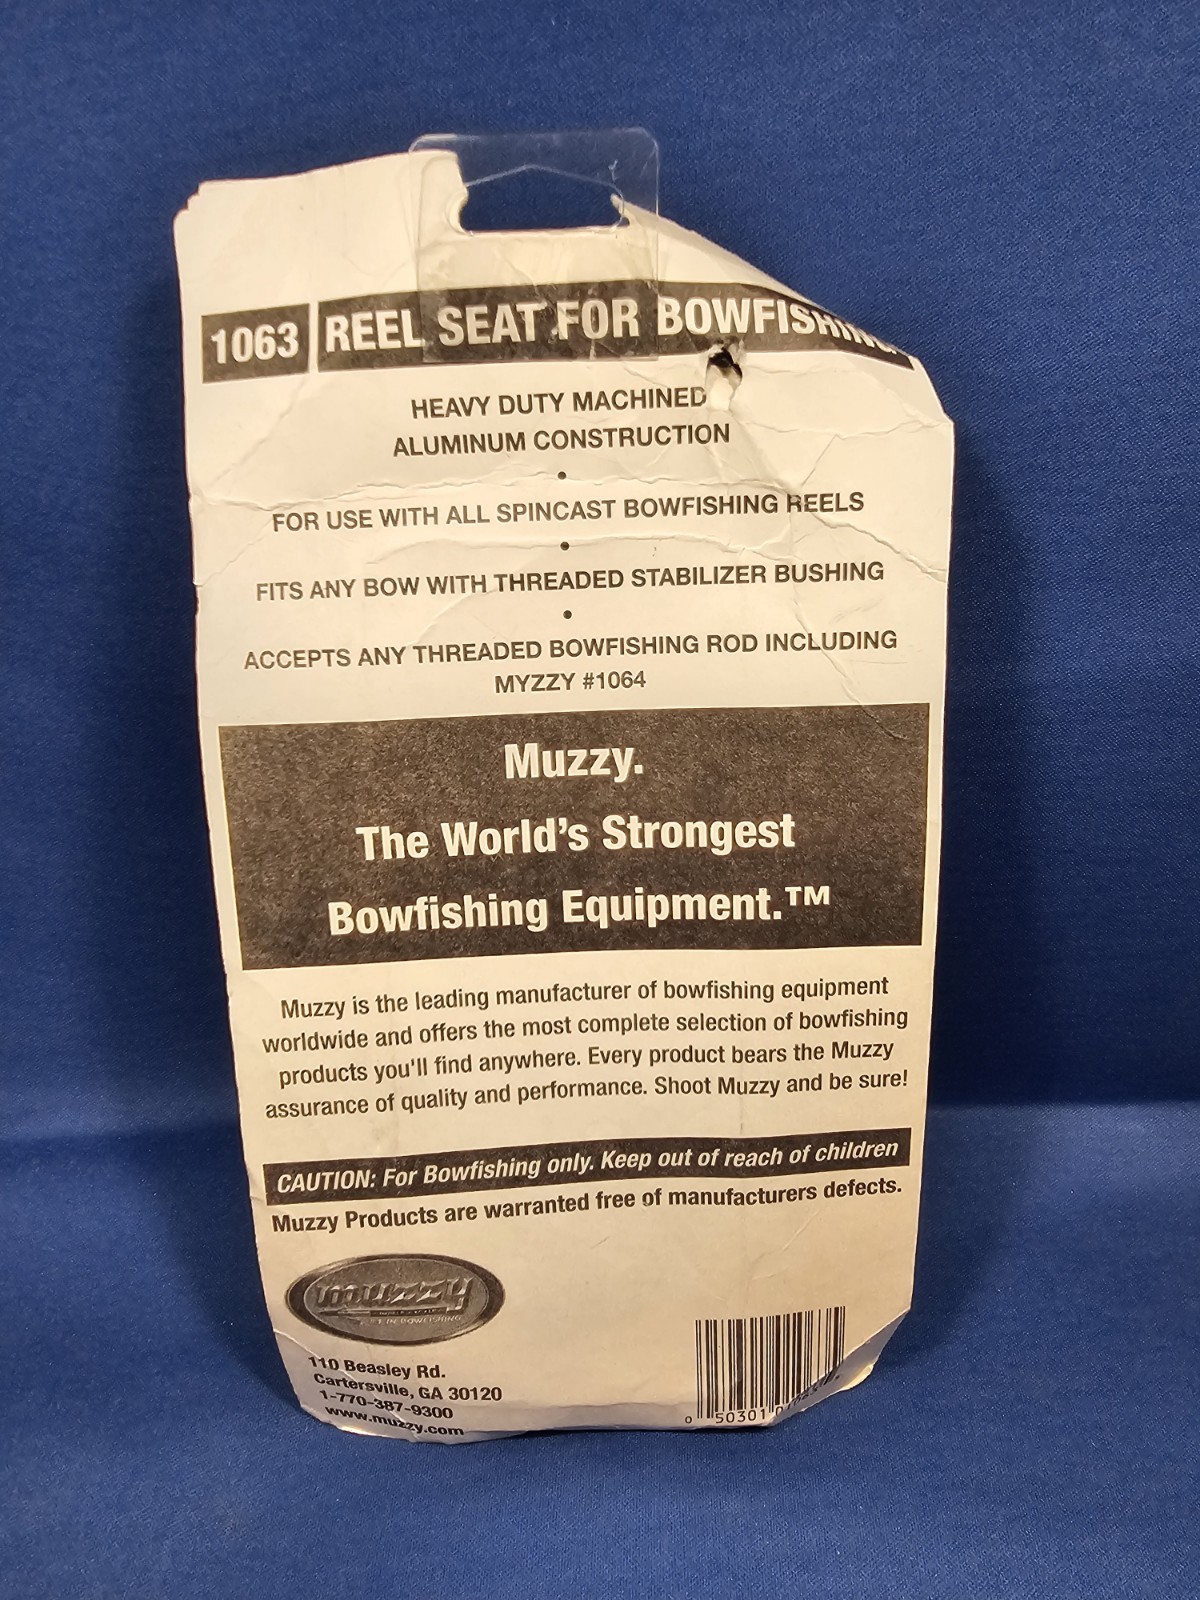 1063 REEL SEAT FOR BOWFISHING
HEAVY DUTY MACHINED
ALUMINUM CONSTRUCTION
•
FOR USE WITH ALL SPINCAST BOWFISHING REELS
•
FITS ANY BOW WITH THREADED STABILIZER BUSHING
•
ACCEPTS ANY THREADED BOWFISHING ROD INCLUDING
MYZZY #1064
Muzzy.
The World's Strongest
Bowfishing Equipment.™
Muzzy is the leading manufacturer of bowfishing equipment
worldwide and offers the most complete selection of bowfishing
products you'll find anywhere. Every product bears the Muzzy
assurance of quality and performance. Shoot Muzzy and be sure!
CAUTION: For Bowfishing only. Keep out of reach of children
Muzzy Products are warranted free of manufacturers defects.
muzzy
IN BOWFISHING
110 Beasley Rd.
Cartersville, GA 30120
1-770-387-9300
www.muzzy.com
0 50301